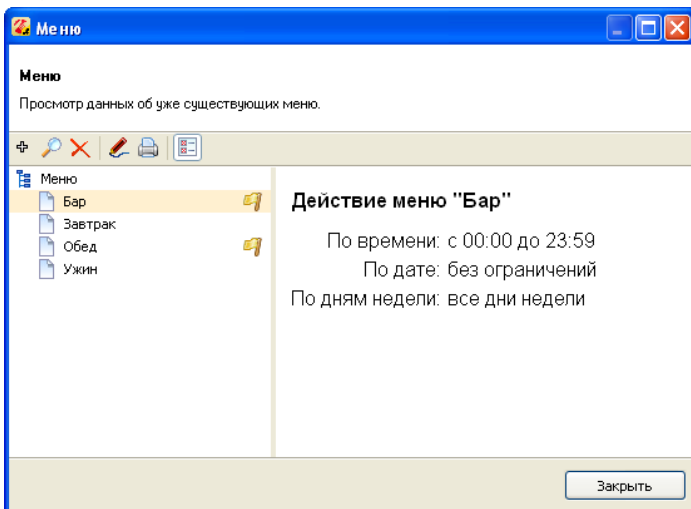 Меню
Меню
Просмотр данных об уже существующих меню.
Меню
Бар
Завтрак
Обед
Ужин
Действие меню "Бар"
По времени: с 00:00 до 23:59
По дате: без ограничений
По дням недели: все дни недели
Закрыть